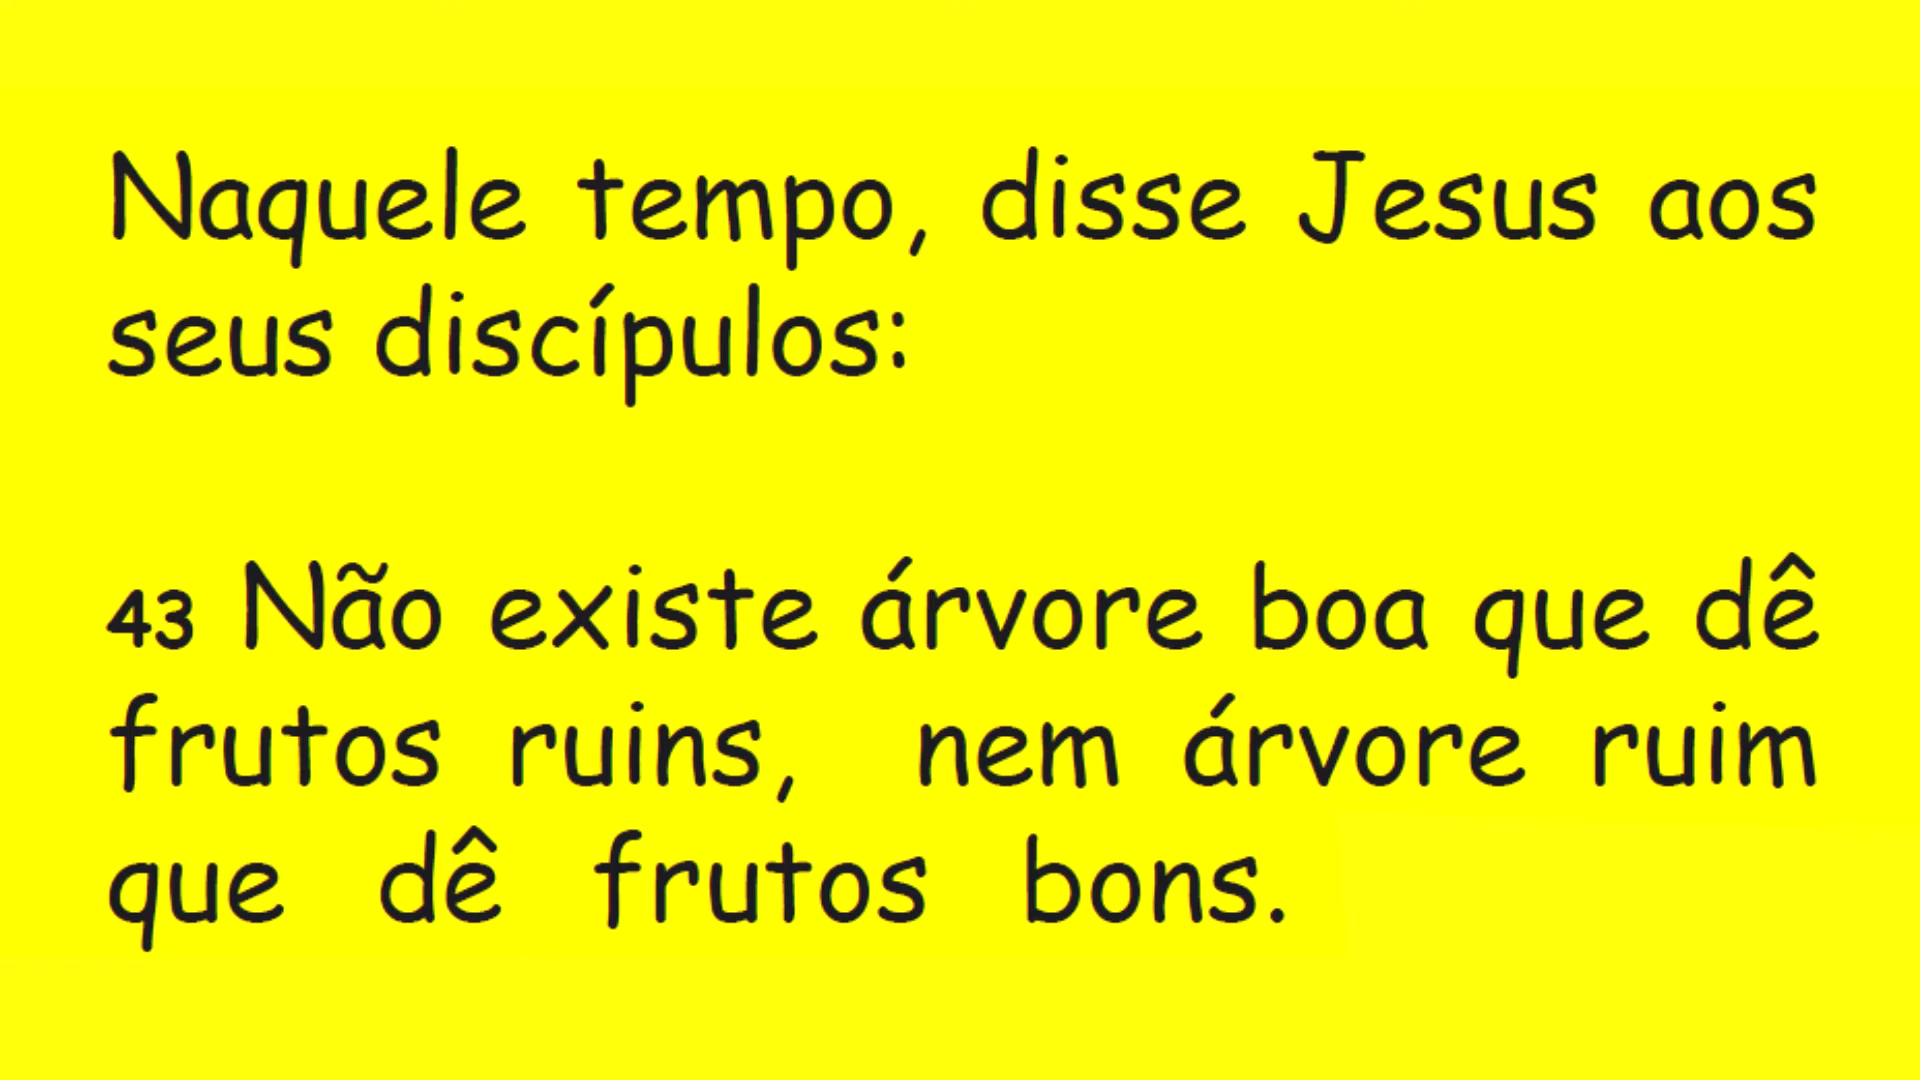 Naquele tempo, disse Jesus aos
seus discípulos:
43 Não existe árvore boa que dê
frutos ruins, nem árvore ruim
que dê frutos bons.